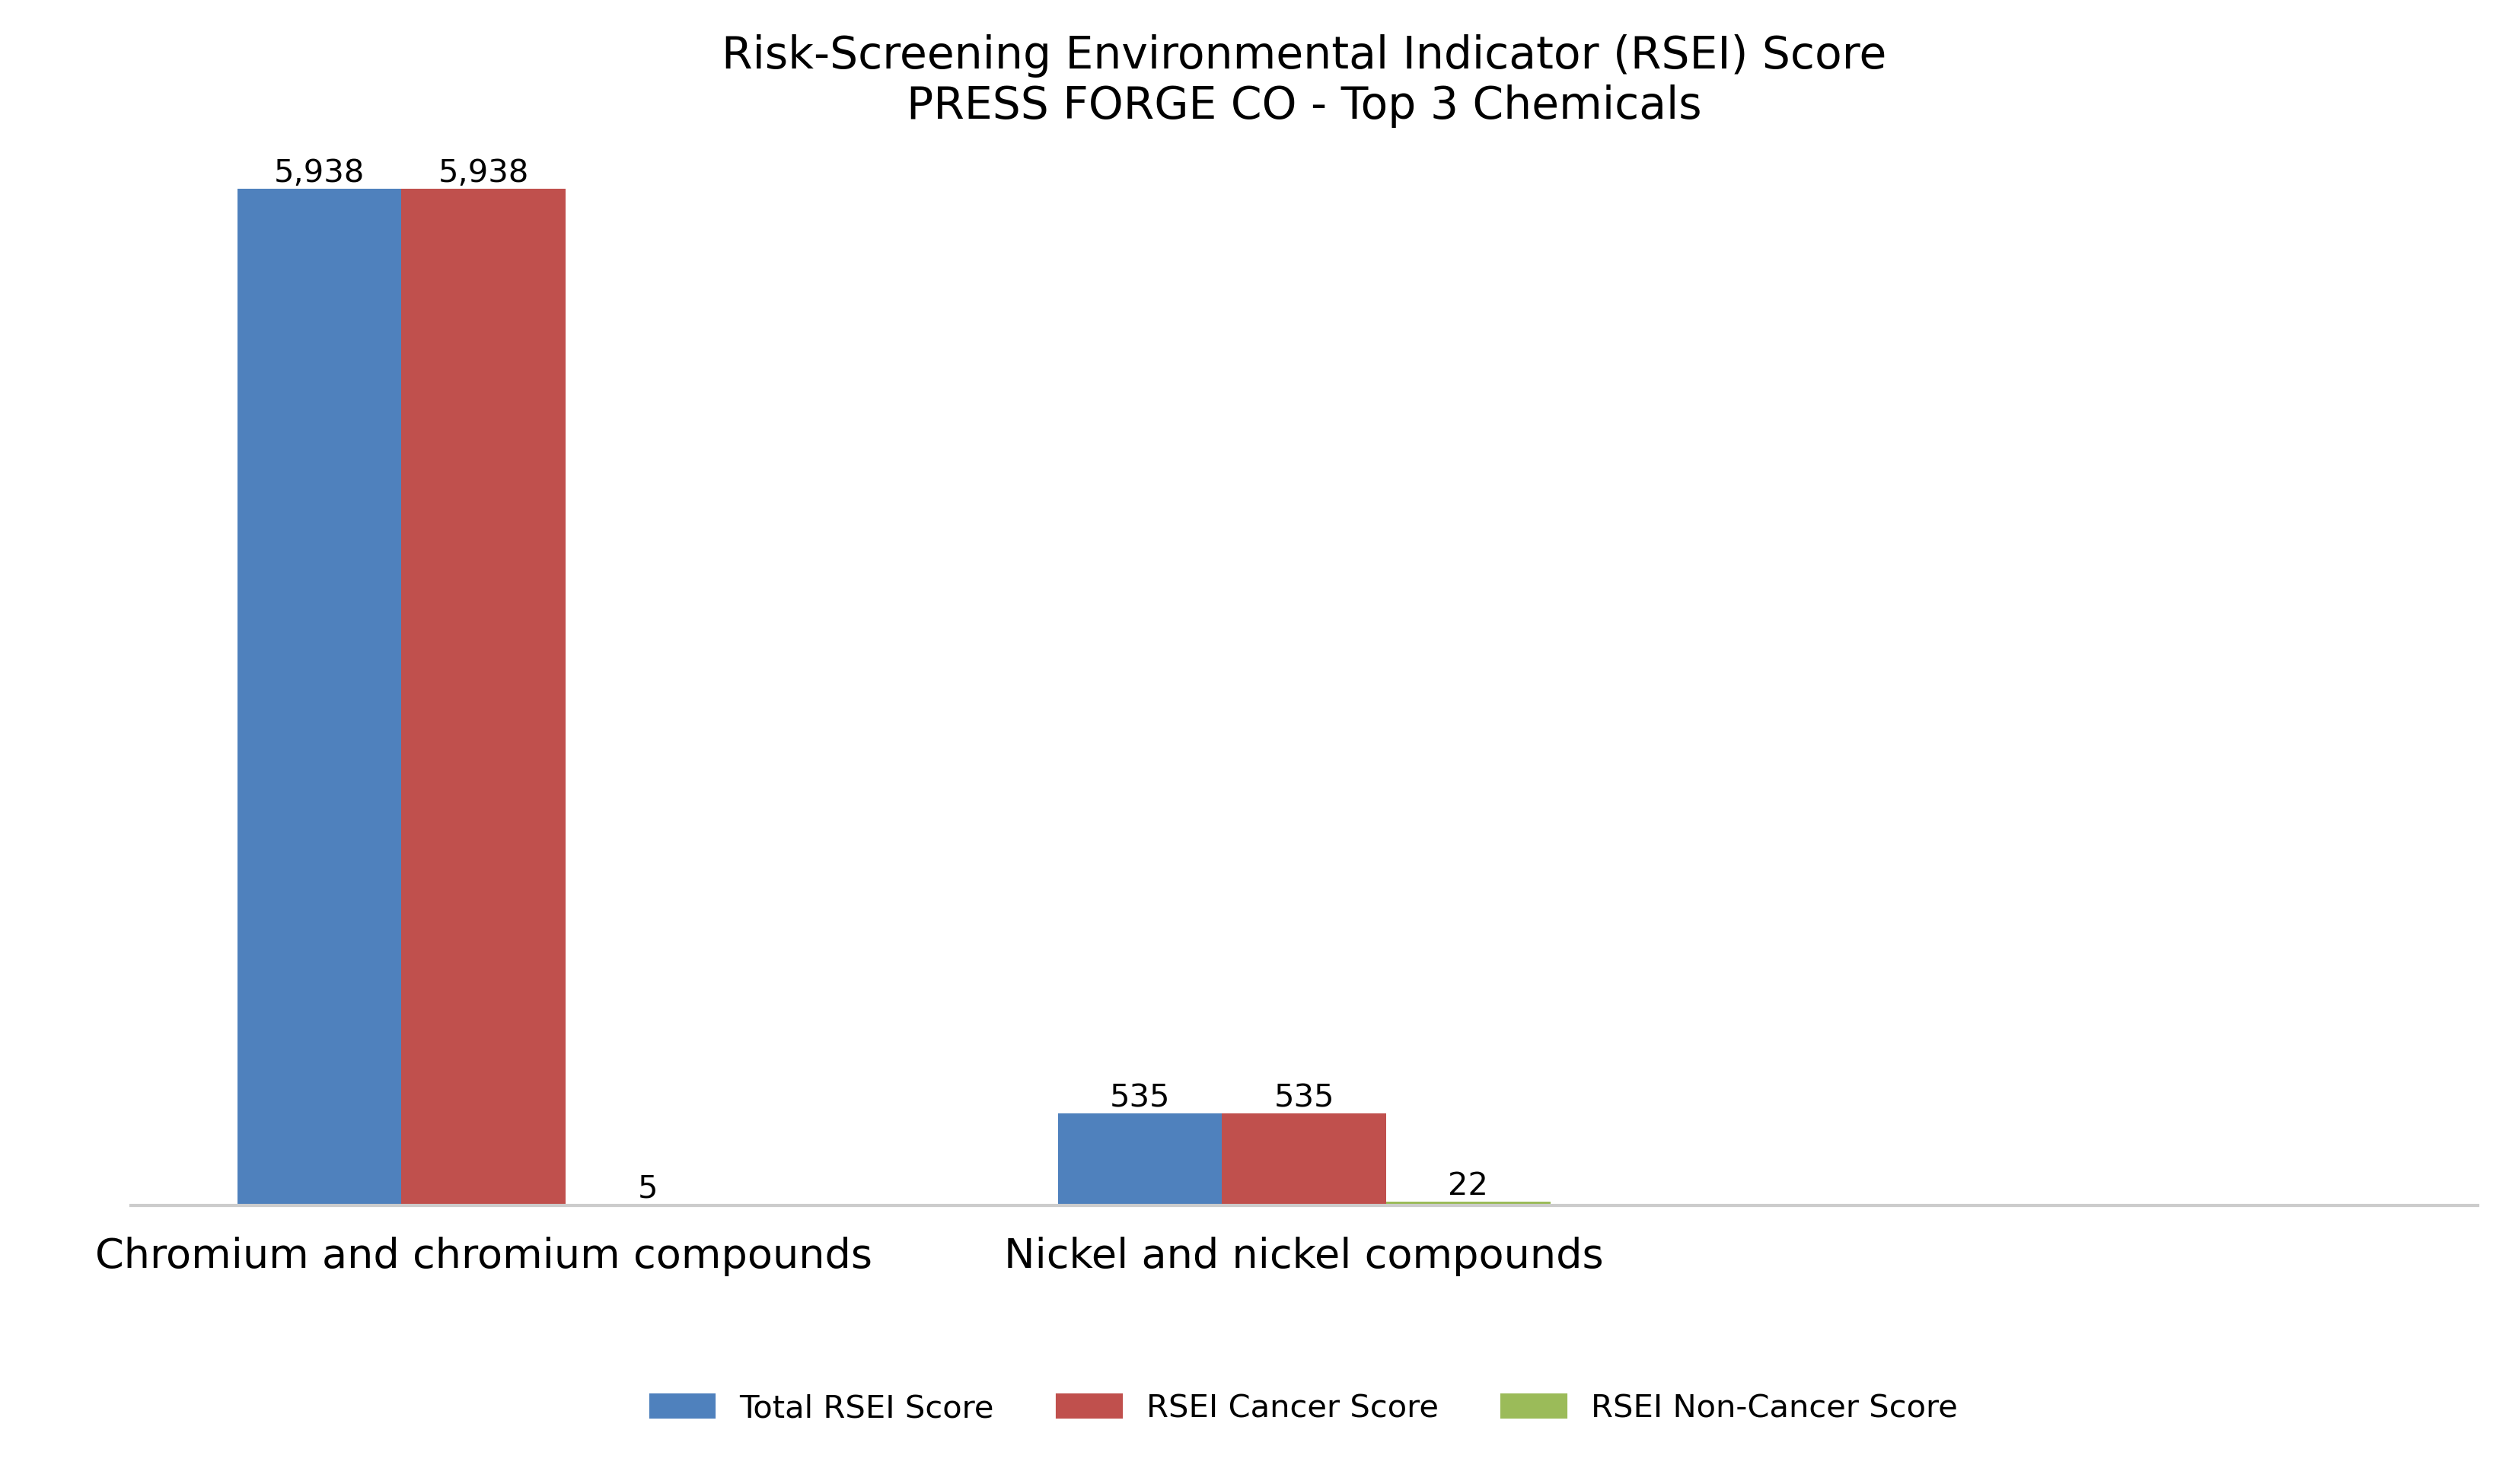 Risk-Screening Environmental Indicator (RSEI) Score
PRESS FORGE CO - Top 3 Chemicals
5,938
5,938
5
535
535
22
Chromium and chromium compounds
Nickel and nickel compounds
Total RSEI Score
RSEI Cancer Score
RSEI Non-Cancer Score